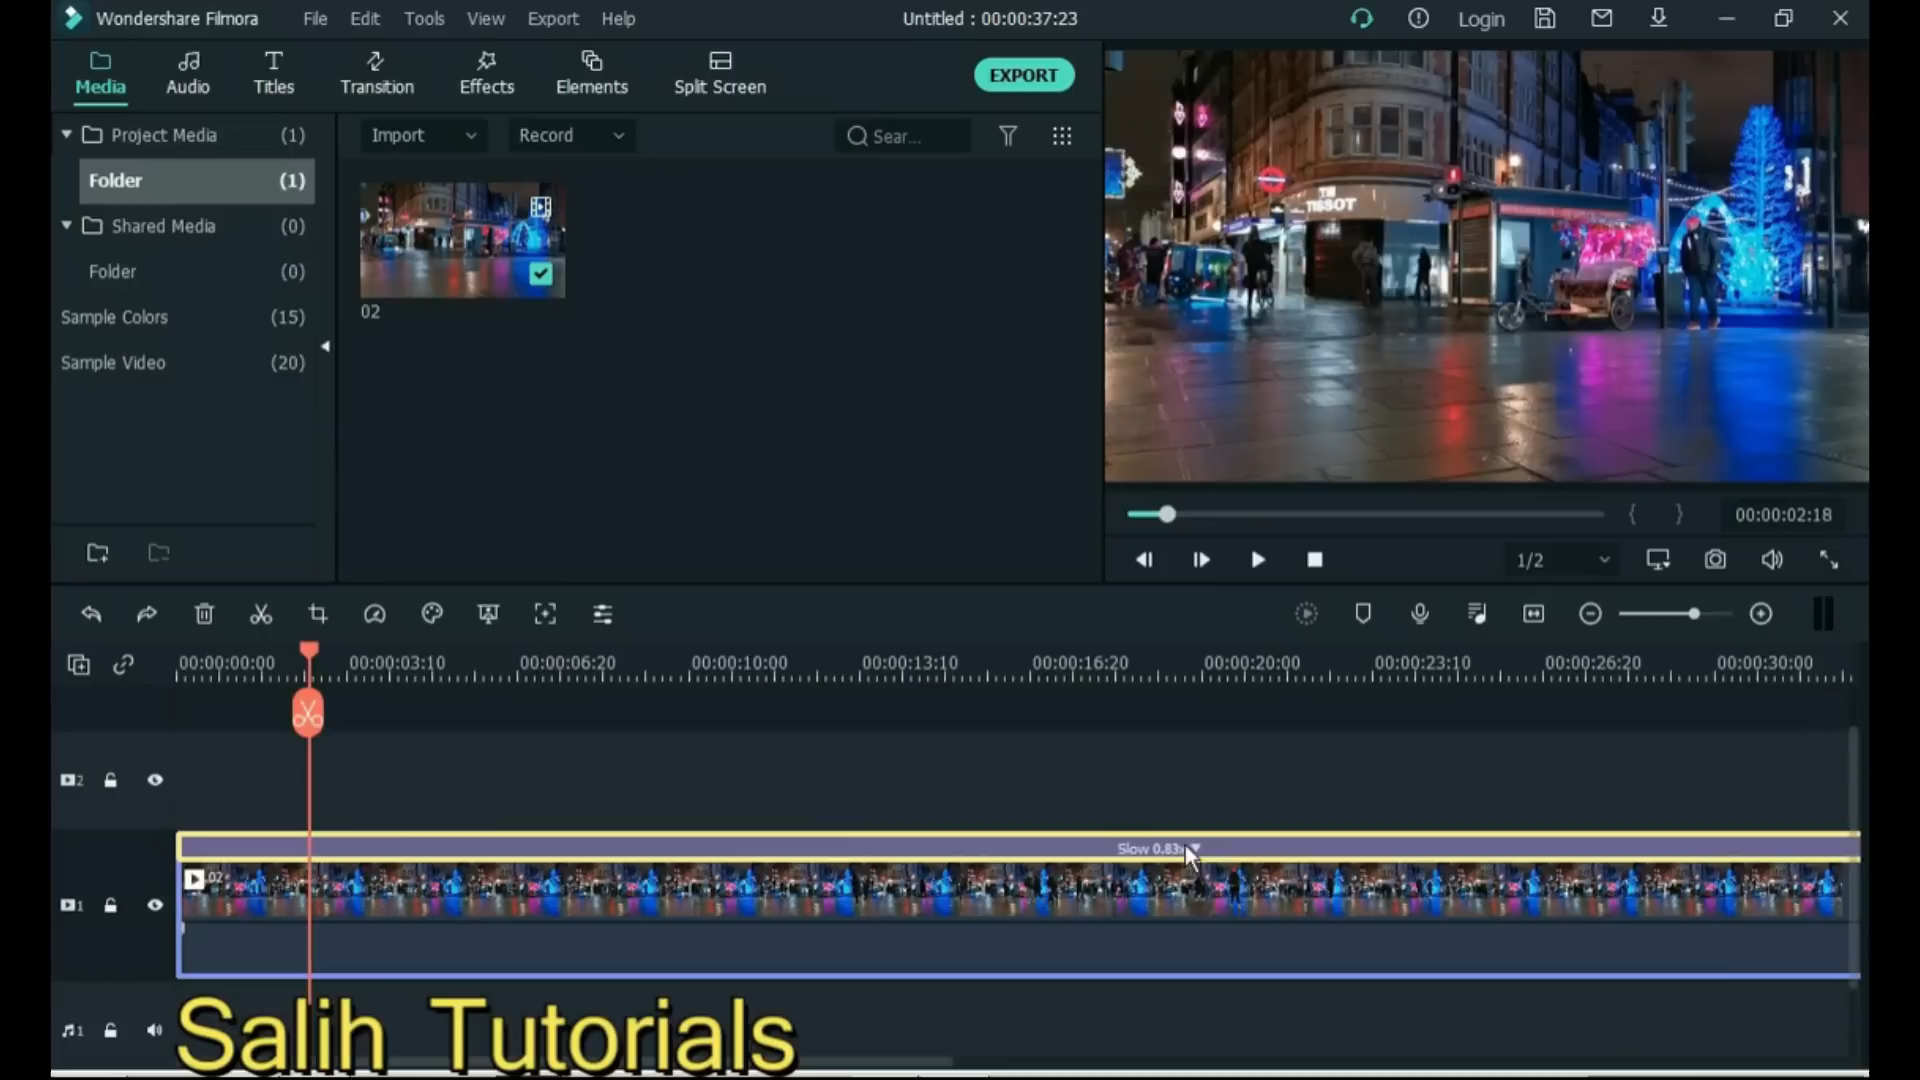 Wondershare Filmora File Edit Tools View Export Help Untitled : 00:00:37:23 Login
Media Audio Titles Transition Effects Elements Split Screen EXPORT
Project Media (1) Import Record Sear...
Folder (1)
Shared Media (0)
Folder (0)
Sample Colors (15)
Sample Video (20)
02
TISSOT
00:00:02:18
1/2
00:00:00:00 00:00:03:10 00:00:06:20 00:00:10:00 00:00:13:10 00:00:16:20 00:00:20:00 00:00:23:10 00:00:26:20 00:00:30:00
2
Slow 0.83x
02
1
1
Salih Tutorials